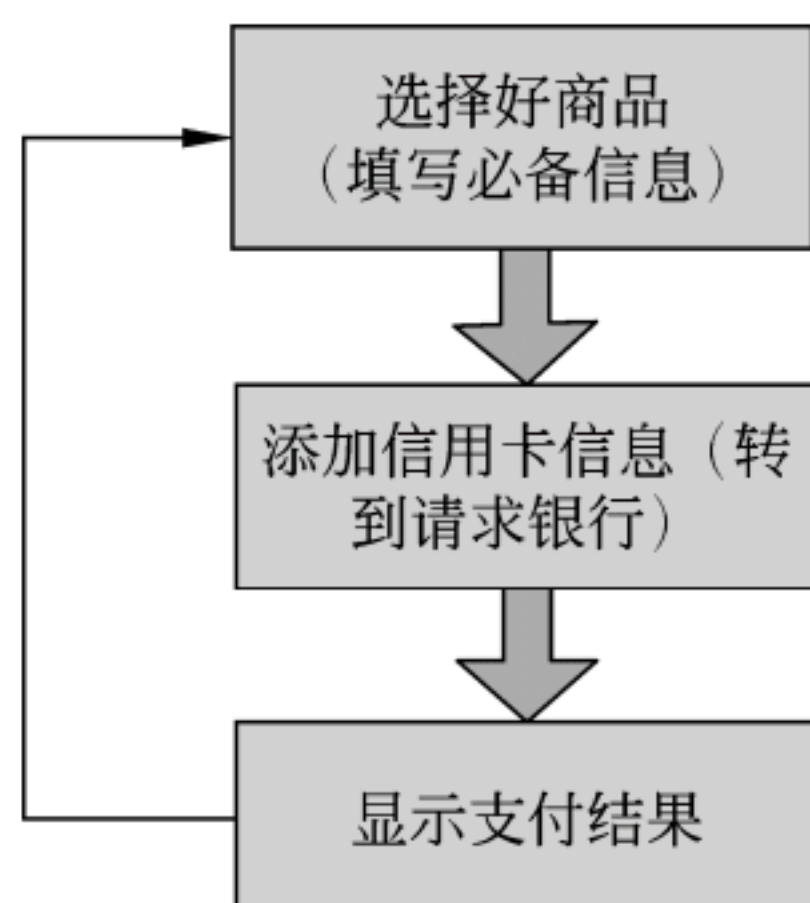 选择好商品
（填写必备信息）
添加信用卡信息（转
到请求银行）
显示支付结果